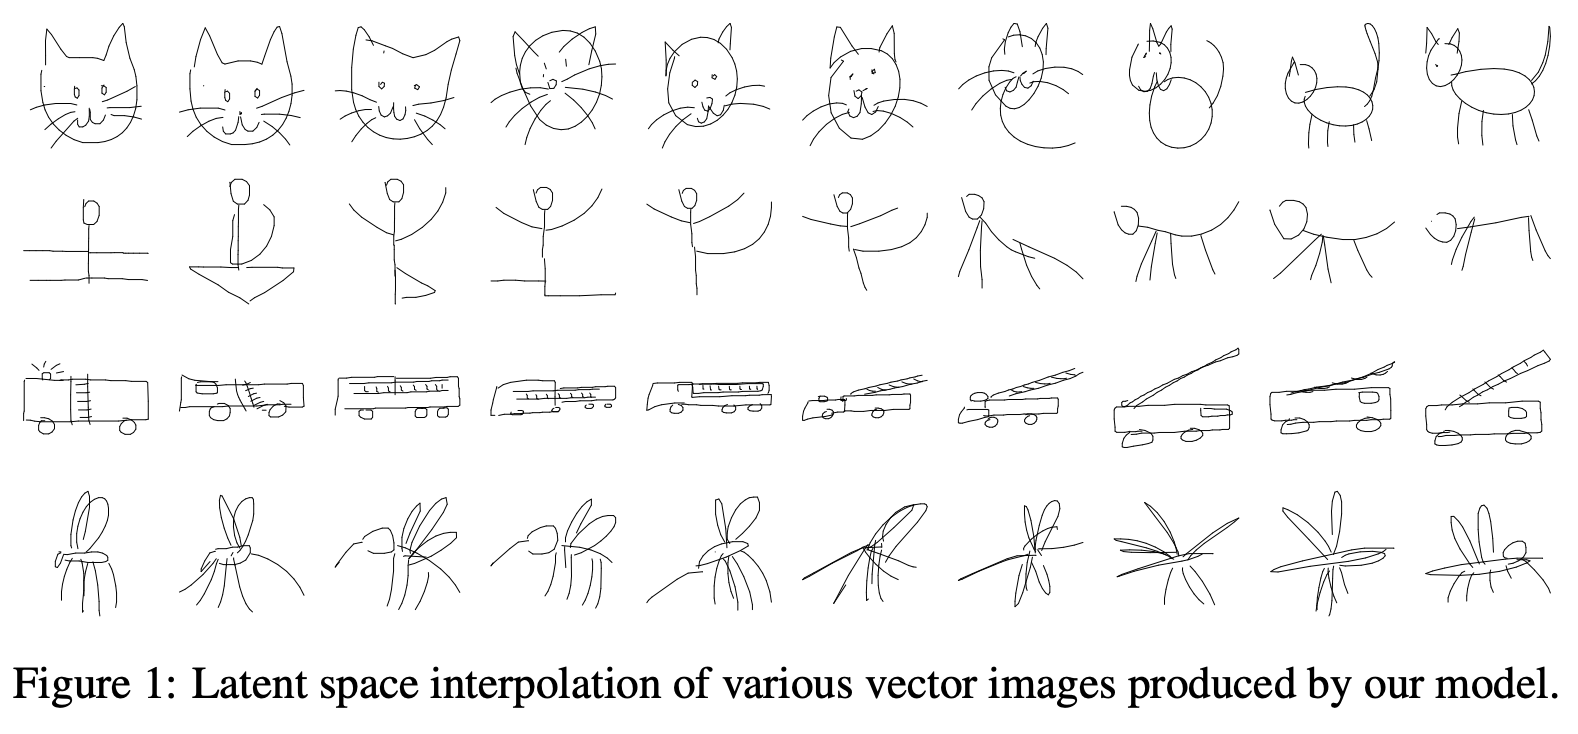 Figure 1: Latent space interpolation of various vector images produced by our model.